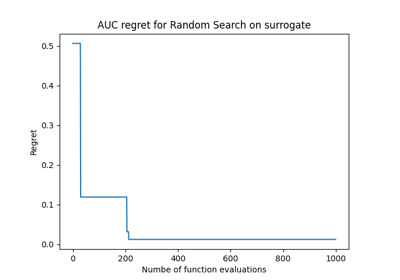 AUC regret for Random Search on surrogate
0.5
0.4
0.3
0.2
0.1
0.0
Regret
0 200 400 600 800 1000
Numbe of function evaluations